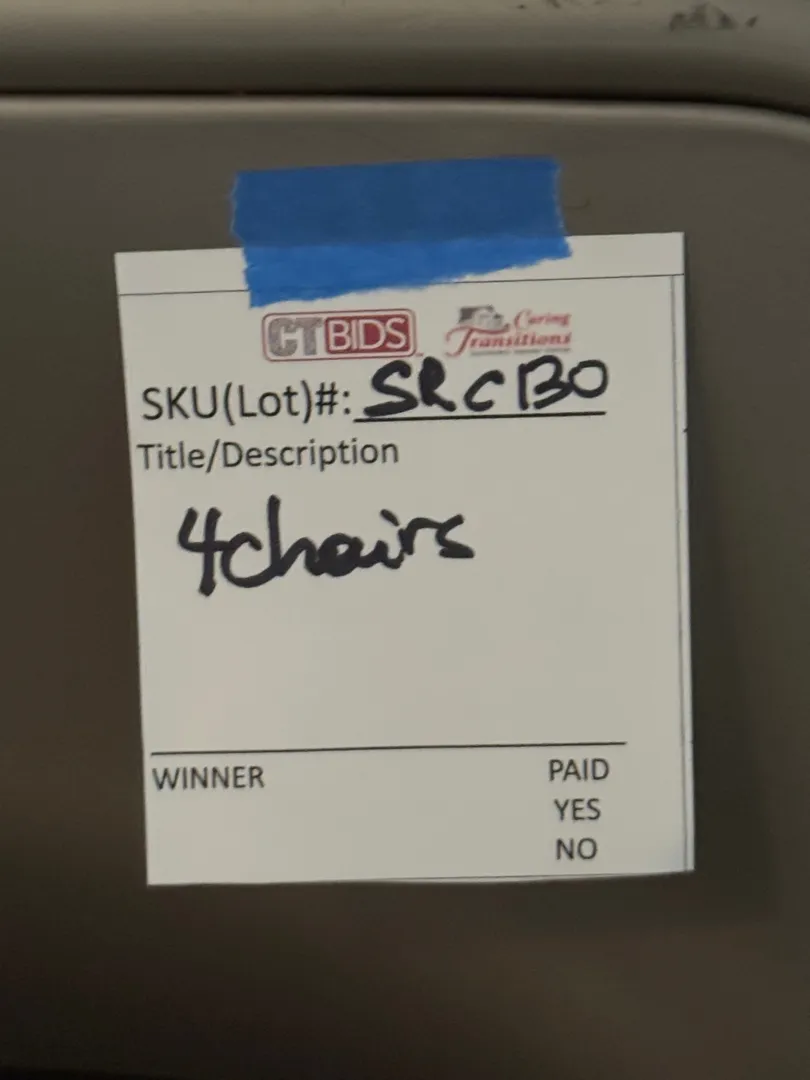 CTBIDS Caring Transitions
SKU(Lot)#: SRC130
Title/Description
4chairs
WINNER PAID
YES
NO